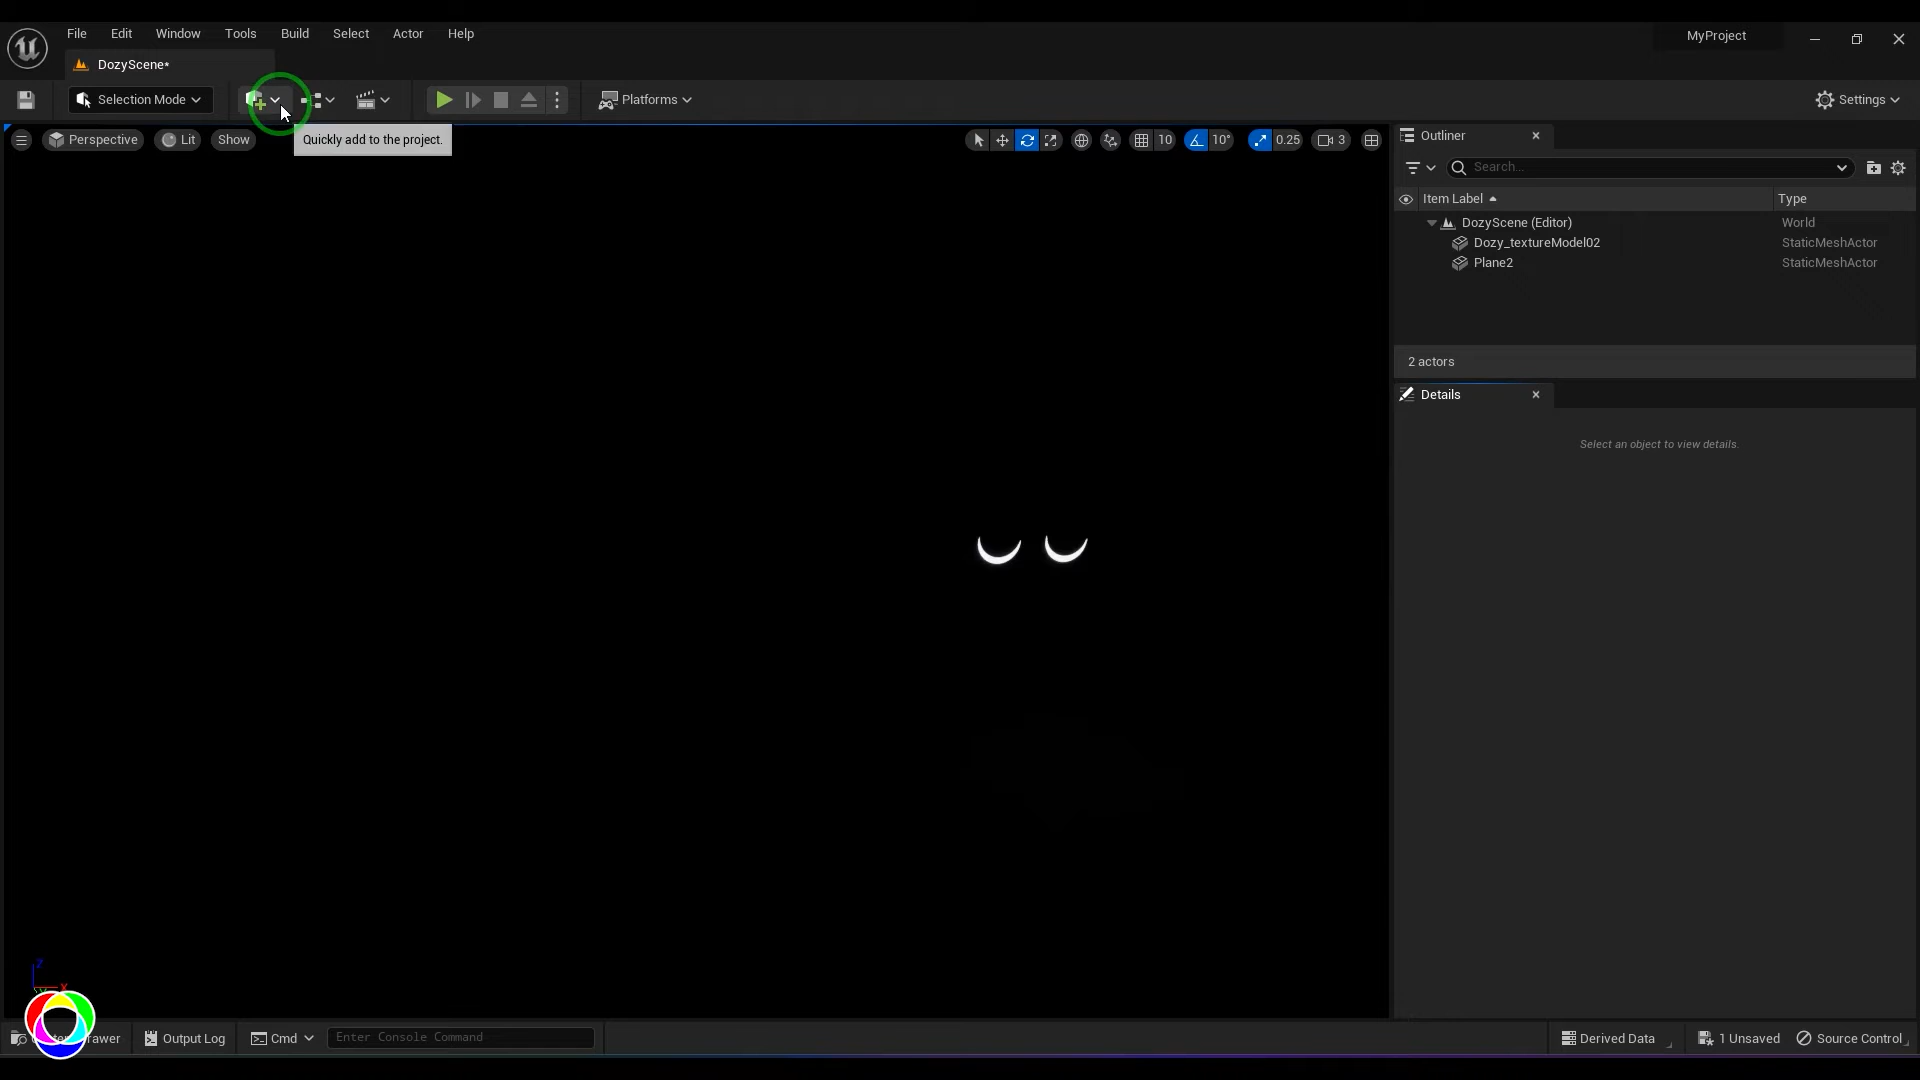 File Edit Window Tools Build Select Actor Help
MyProject
DozyScene*
Selection Mode
Platforms
Settings
Quickly add to the project.
Perspective Lit Show
10 10° 0.25 3
Outliner
Search...
Item Label Type
DozyScene (Editor) World
Dozy_textureModel02 StaticMeshActor
Plane2 StaticMeshActor
2 actors
Details
Select an object to view details.
Z
X
Output Log Cmd Enter Console Command
Derived Data 1 Unsaved Source Control